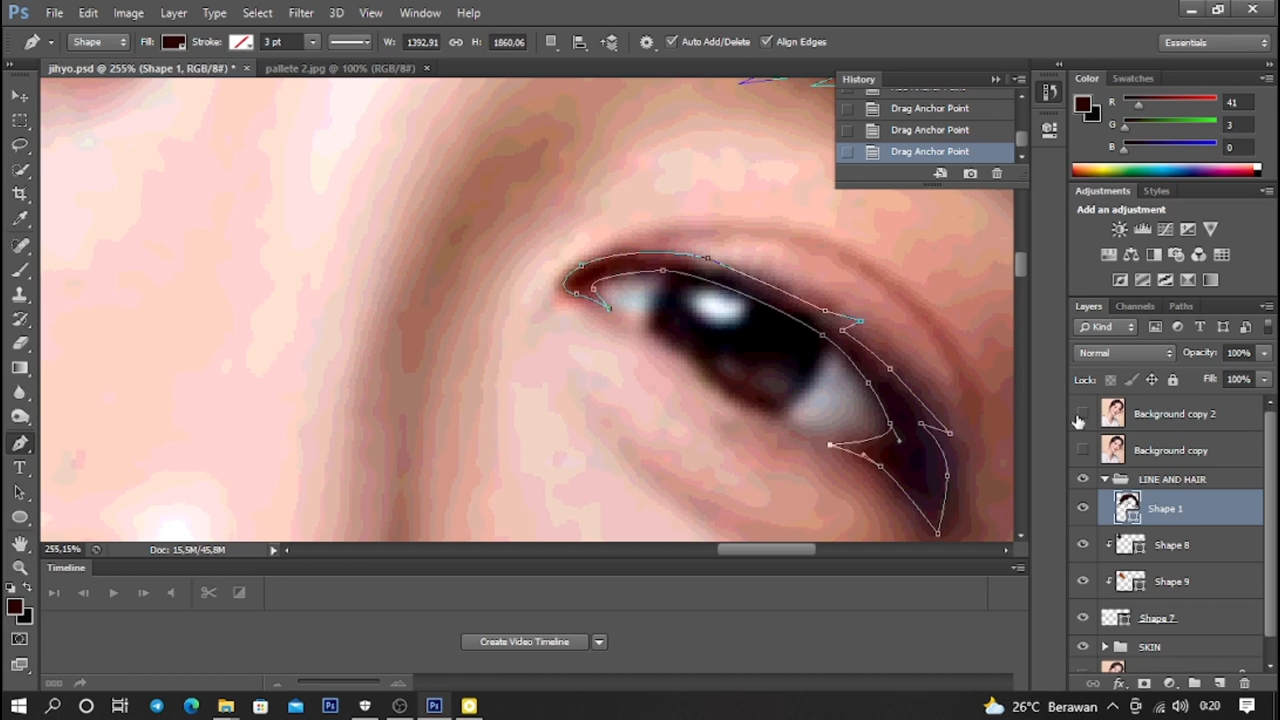 Ps File Edit Image Layer Type Select Filter 3D View Window Help
Shape Fill: Stroke: 3 pt W: 1392,91 H: 1860,06 Auto Add/Delete Align Edges Essentials
jihyo.psd @ 255% (Shape 1, RGB/8#) * × pallete 2.jpg @ 100% (RGB/8#) ×
History
Drag Anchor Point
Drag Anchor Point
Drag Anchor Point
Color Swatches
R 41
G 3
B 0
Adjustments Styles
Add an adjustment
Layers Channels Paths
Kind
Normal Opacity: 100%
Lock: Fill: 100%
Background copy 2
Background copy
LINE AND HAIR
Shape 1
Shape 8
Shape 9
Shape 7
SKIN
255,15% Doc: 15,5M/45,8M
Timeline
Create Video Timeline
26°C Berawan 0:20